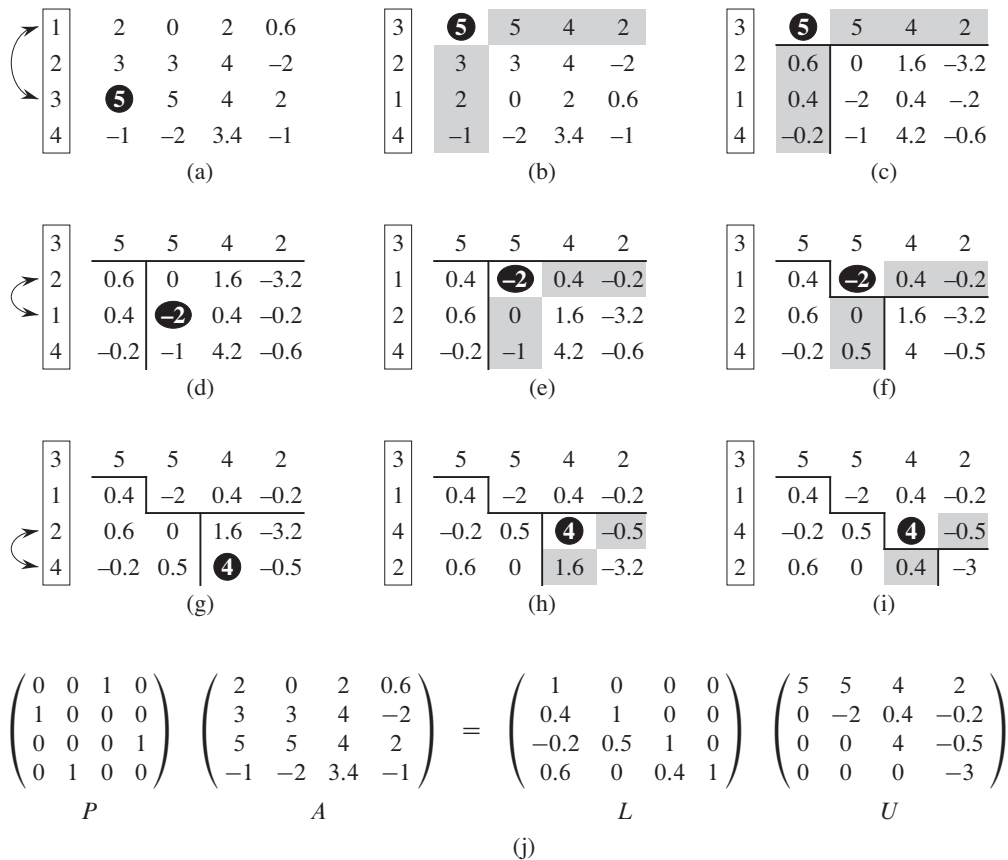 1 2 0 2 0.6
2 3 3 4 –2
3 5 5 4 2
4 –1 –2 3.4 –1
(a)
3 5 5 4 2
2 3 3 4 –2
1 2 0 2 0.6
4 –1 –2 3.4 –1
(b)
3 5 5 4 2
2 0.6 0 1.6 –3.2
1 0.4 –2 0.4 –.2
4 –0.2 –1 4.2 –0.6
(c)
3 5 5 4 2
2 0.6 0 1.6 –3.2
1 0.4 –2 0.4 –0.2
4 –0.2 –1 4.2 –0.6
(d)
3 5 5 4 2
1 0.4 –2 0.4 –0.2
2 0.6 0 1.6 –3.2
4 –0.2 –1 4.2 –0.6
(e)
3 5 5 4 2
1 0.4 –2 0.4 –0.2
2 0.6 0 1.6 –3.2
4 –0.2 0.5 4 –0.5
(f)
3 5 5 4 2
1 0.4 –2 0.4 –0.2
2 0.6 0 1.6 –3.2
4 –0.2 0.5 4 –0.5
(g)
3 5 5 4 2
1 0.4 –2 0.4 –0.2
4 –0.2 0.5 4 –0.5
2 0.6 0 1.6 –3.2
(h)
3 5 5 4 2
1 0.4 –2 0.4 –0.2
4 –0.2 0.5 4 –0.5
2 0.6 0 0.4 –3
(i)
0 0 1 0
1 0 0 0
0 0 0 1
0 1 0 0
P
2 0 2 0.6
3 3 4 −2
5 5 4 2
−1 −2 3.4 −1
A
=
1 0 0 0
0.4 1 0 0
−0.2 0.5 1 0
0.6 0 0.4 1
L
5 5 4 2
0 −2 0.4 −0.2
0 0 4 −0.5
0 0 0 −3
U
(j)